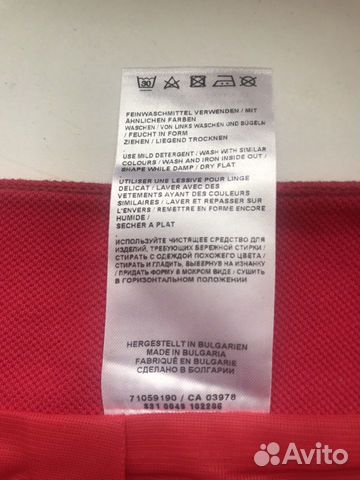 30
FEINWASCHMITTEL VERWENDEN / MIT
ÄHNLICHEN FARBEN
WASCHEN / VON LINKS WASCHEN UND BÜGELN
/ FEUCHT IN FORM
ZIEHEN / LIEGEND TROCKNEN
USE MILD DETERGENT / WASH WITH SIMILAR
COLOURS / WASH AND IRON INSIDE OUT /
SHAPE WHILE DAMP / DRY FLAT
UTILISER UNE LESSIVE POUR LINGE
DELICAT / LAVER AVEC DES
VETEMENTS AYANT DES COULEURS
SIMILAIRES / LAVER ET REPASSER SUR
L'ENVERS / REMETTRE EN FORME ENCORE
HUMIDE /
SECHER A PLAT
ИСПОЛЬЗУЙТЕ ЧИСТЯЩЕЕ СРЕДСТВО ДЛЯ
ИЗДЕЛИЙ, ТРЕБУЮЩИХ БЕРЕЖНОЙ СТИРКИ /
СТИРАТЬ С ОДЕЖДОЙ ПОХОЖЕГО ЦВЕТА /
СТИРАТЬ И ГЛАДИТЬ, ВЫВЕРНУВ НА ИЗНАНКУ
/ ПРИДАТЬ ФОРМУ В МОКРОМ ВИДЕ / СУШИТЬ
В ГОРИЗОНТАЛЬНОМ ПОЛОЖЕНИИ
HERGESTELLT IN BULGARIEN
MADE IN BULGARIA
FABRIQUÉ EN BULGARIE
СДЕЛАНО В БОЛГАРИИ
71059190 / CA 03978
Avito